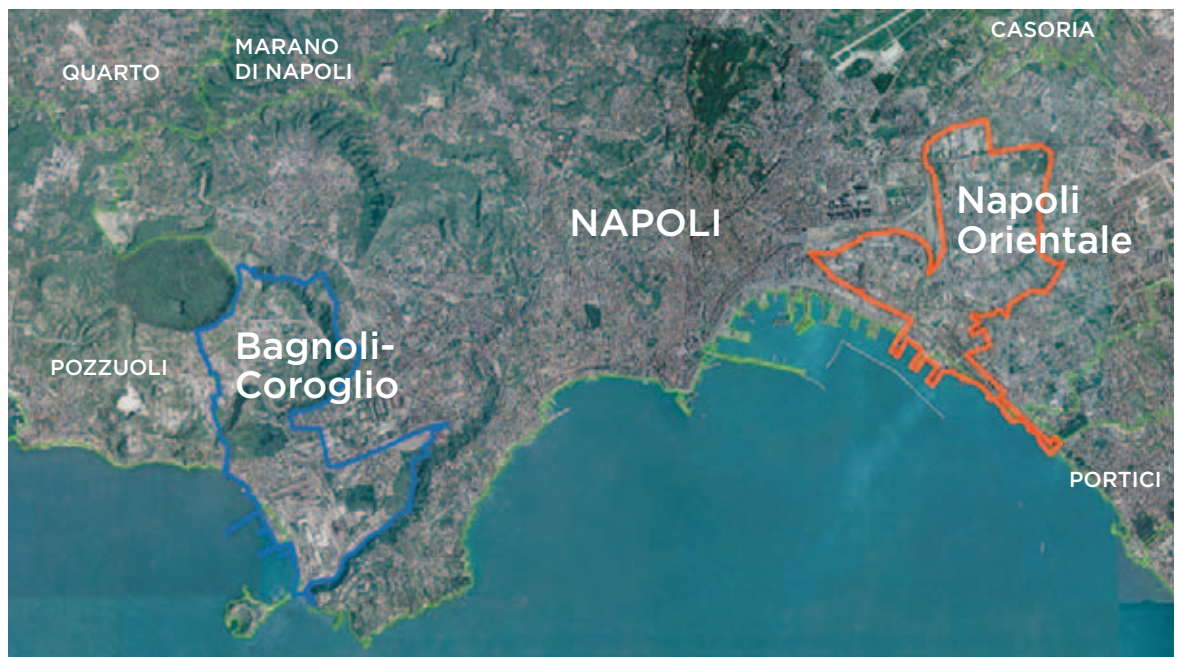 CASORIA
MARANO
DI NAPOLI
QUARTO
Napoli
Orientale
NAPOLI
Bagnoli-
Coroglio
POZZUOLI
PORTICI